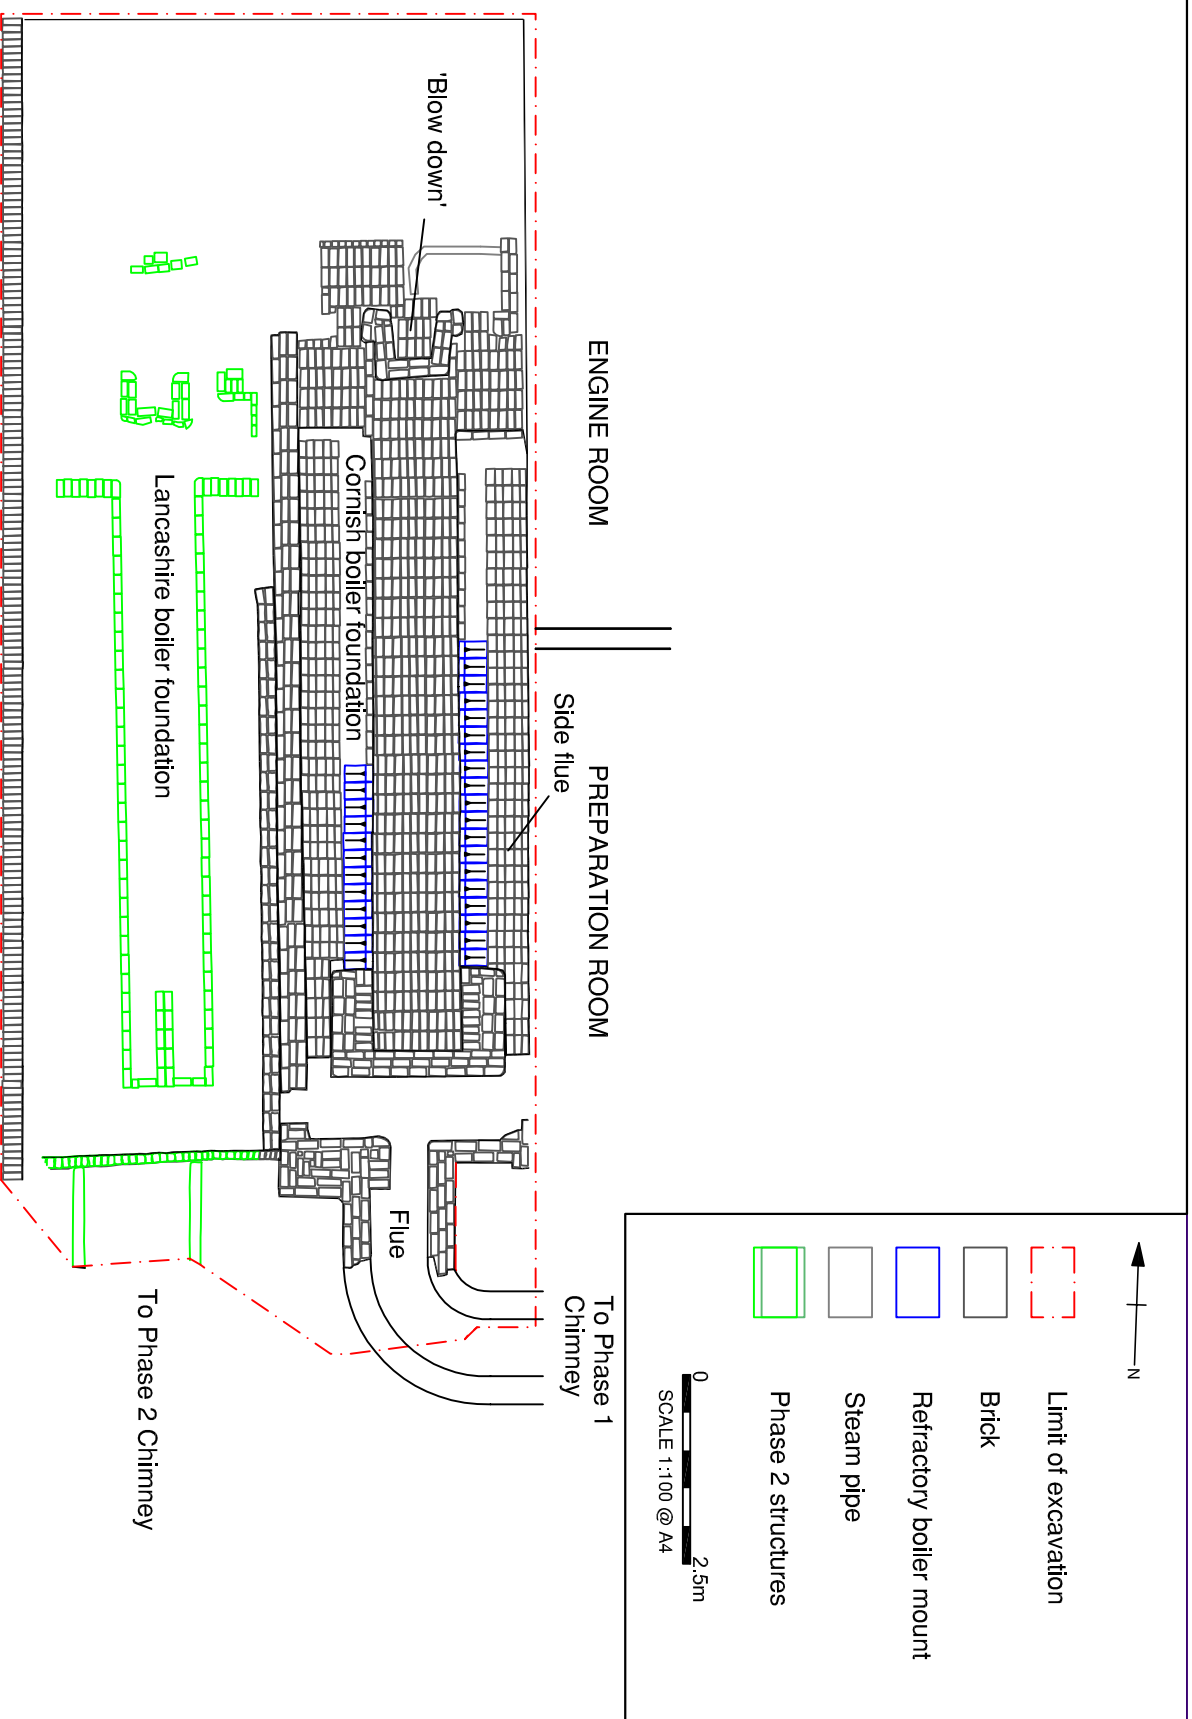 'Blow down'
ENGINE ROOM
Cornish boiler foundation
Lancashire boiler foundation
Side flue
PREPARATION ROOM
Flue
To Phase 1
Chimney
To Phase 2 Chimney
N
Limit of excavation
Brick
Refractory boiler mount
Steam pipe
Phase 2 structures
0
2.5m
SCALE 1:100 @ A4